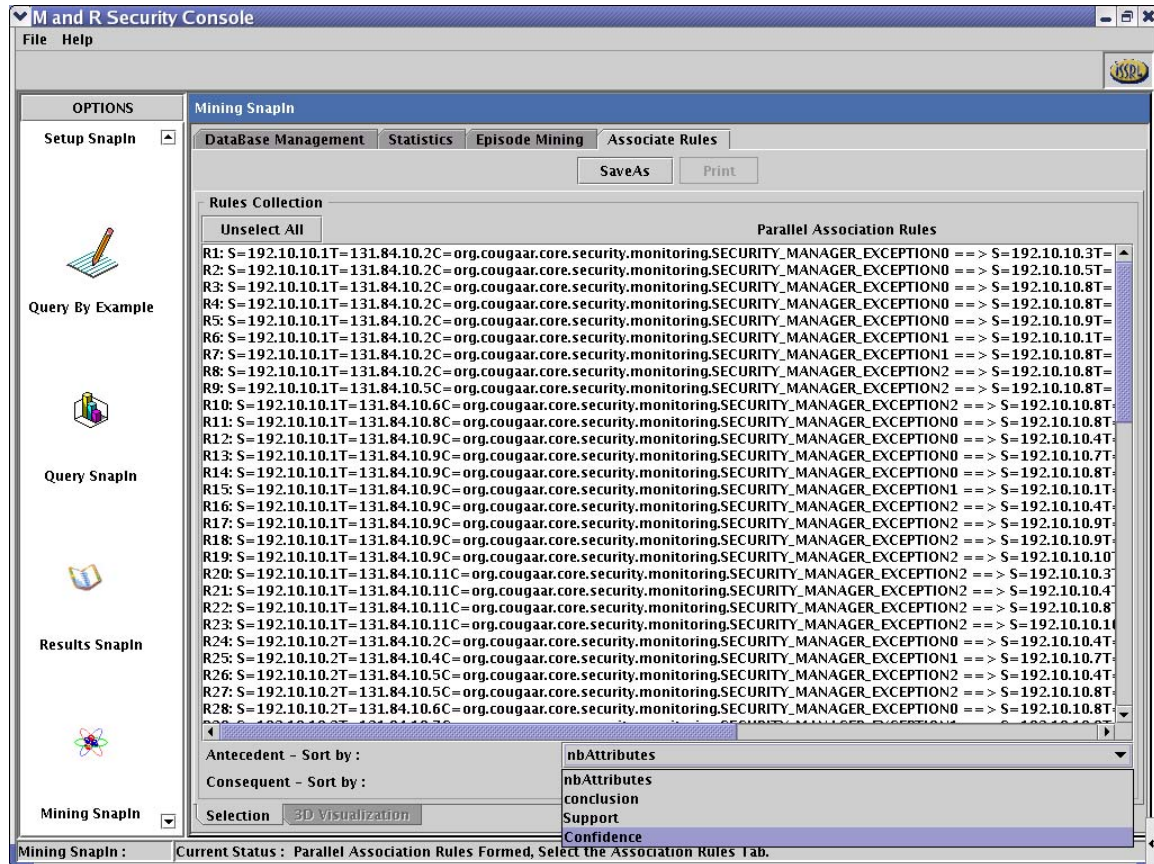 M and R Security Console
File Help
ISSRL
OPTIONS
Setup SnapIn
Query By Example
Query SnapIn
Results SnapIn
Mining SnapIn
Mining SnapIn
DataBase Management Statistics Episode Mining Associate Rules
SaveAs Print
Rules Collection
Unselect All Parallel Association Rules
R1: S=192.10.10.1T=131.84.10.2C=org.cougaar.core.security.monitoring.SECURITY_MANAGER_EXCEPTION0 ==> S=192.10.10.3T=
R2: S=192.10.10.1T=131.84.10.2C=org.cougaar.core.security.monitoring.SECURITY_MANAGER_EXCEPTION0 ==> S=192.10.10.5T=
R3: S=192.10.10.1T=131.84.10.2C=org.cougaar.core.security.monitoring.SECURITY_MANAGER_EXCEPTION0 ==> S=192.10.10.8T=
R4: S=192.10.10.1T=131.84.10.2C=org.cougaar.core.security.monitoring.SECURITY_MANAGER_EXCEPTION0 ==> S=192.10.10.8T=
R5: S=192.10.10.1T=131.84.10.2C=org.cougaar.core.security.monitoring.SECURITY_MANAGER_EXCEPTION0 ==> S=192.10.10.9T=
R6: S=192.10.10.1T=131.84.10.2C=org.cougaar.core.security.monitoring.SECURITY_MANAGER_EXCEPTION1 ==> S=192.10.10.1T=
R7: S=192.10.10.1T=131.84.10.2C=org.cougaar.core.security.monitoring.SECURITY_MANAGER_EXCEPTION1 ==> S=192.10.10.8T=
R8: S=192.10.10.1T=131.84.10.2C=org.cougaar.core.security.monitoring.SECURITY_MANAGER_EXCEPTION2 ==> S=192.10.10.8T=
R9: S=192.10.10.1T=131.84.10.5C=org.cougaar.core.security.monitoring.SECURITY_MANAGER_EXCEPTION2 ==> S=192.10.10.8T=
R10: S=192.10.10.1T=131.84.10.6C=org.cougaar.core.security.monitoring.SECURITY_MANAGER_EXCEPTION2 ==> S=192.10.10.8T=
R11: S=192.10.10.1T=131.84.10.8C=org.cougaar.core.security.monitoring.SECURITY_MANAGER_EXCEPTION0 ==> S=192.10.10.8T=
R12: S=192.10.10.1T=131.84.10.9C=org.cougaar.core.security.monitoring.SECURITY_MANAGER_EXCEPTION0 ==> S=192.10.10.4T=
R13: S=192.10.10.1T=131.84.10.9C=org.cougaar.core.security.monitoring.SECURITY_MANAGER_EXCEPTION0 ==> S=192.10.10.7T=
R14: S=192.10.10.1T=131.84.10.9C=org.cougaar.core.security.monitoring.SECURITY_MANAGER_EXCEPTION0 ==> S=192.10.10.8T=
R15: S=192.10.10.1T=131.84.10.9C=org.cougaar.core.security.monitoring.SECURITY_MANAGER_EXCEPTION1 ==> S=192.10.10.1T=
R16: S=192.10.10.1T=131.84.10.9C=org.cougaar.core.security.monitoring.SECURITY_MANAGER_EXCEPTION2 ==> S=192.10.10.4T=
R17: S=192.10.10.1T=131.84.10.9C=org.cougaar.core.security.monitoring.SECURITY_MANAGER_EXCEPTION2 ==> S=192.10.10.9T=
R18: S=192.10.10.1T=131.84.10.9C=org.cougaar.core.security.monitoring.SECURITY_MANAGER_EXCEPTION2 ==> S=192.10.10.9T=
R19: S=192.10.10.1T=131.84.10.9C=org.cougaar.core.security.monitoring.SECURITY_MANAGER_EXCEPTION2 ==> S=192.10.10.10T
R20: S=192.10.10.1T=131.84.10.11C=org.cougaar.core.security.monitoring.SECURITY_MANAGER_EXCEPTION2 ==> S=192.10.10.3T
R21: S=192.10.10.1T=131.84.10.11C=org.cougaar.core.security.monitoring.SECURITY_MANAGER_EXCEPTION2 ==> S=192.10.10.4T
R22: S=192.10.10.1T=131.84.10.11C=org.cougaar.core.security.monitoring.SECURITY_MANAGER_EXCEPTION2 ==> S=192.10.10.8T
R23: S=192.10.10.1T=131.84.10.11C=org.cougaar.core.security.monitoring.SECURITY_MANAGER_EXCEPTION2 ==> S=192.10.10.10
R24: S=192.10.10.2T=131.84.10.2C=org.cougaar.core.security.monitoring.SECURITY_MANAGER_EXCEPTION0 ==> S=192.10.10.4T=
R25: S=192.10.10.2T=131.84.10.4C=org.cougaar.core.security.monitoring.SECURITY_MANAGER_EXCEPTION1 ==> S=192.10.10.7T=
R26: S=192.10.10.2T=131.84.10.5C=org.cougaar.core.security.monitoring.SECURITY_MANAGER_EXCEPTION2 ==> S=192.10.10.4T=
R27: S=192.10.10.2T=131.84.10.5C=org.cougaar.core.security.monitoring.SECURITY_MANAGER_EXCEPTION2 ==> S=192.10.10.8T=
R28: S=192.10.10.2T=131.84.10.6C=org.cougaar.core.security.monitoring.SECURITY_MANAGER_EXCEPTION0 ==> S=192.10.10.8T=
Antecedent - Sort by : nbAttributes
Consequent - Sort by :
nbAttributes
conclusion
Support
Confidence
Selection 3D Visualization
Mining SnapIn : Current Status : Parallel Association Rules Formed, Select the Association Rules Tab.